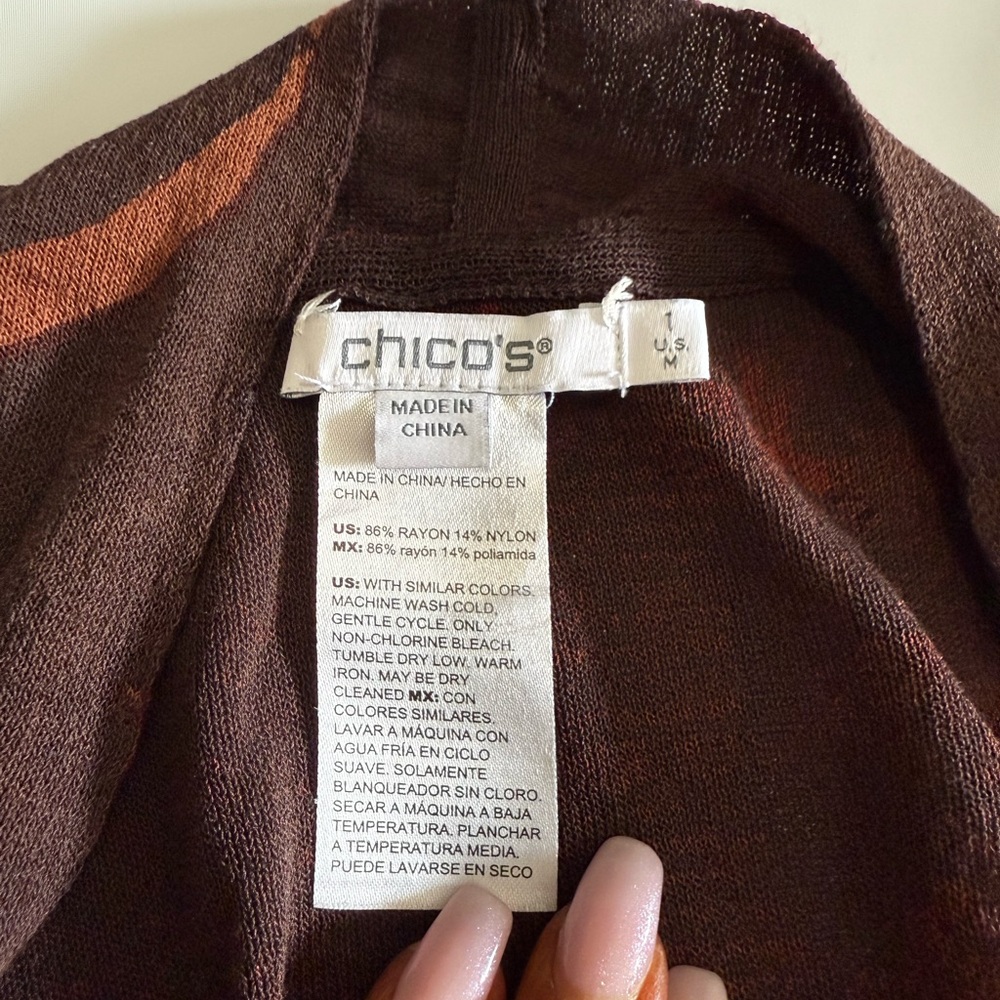 chico's®
1
U.S.
M
MADE IN
CHINA
MADE IN CHINA/ HECHO EN
CHINA
US: 86% RAYON 14% NYLON
MX: 86% rayón 14% poliamida
US: WITH SIMILAR COLORS.
MACHINE WASH COLD,
GENTLE CYCLE. ONLY
NON-CHLORINE BLEACH.
TUMBLE DRY LOW. WARM
IRON. MAY BE DRY
CLEANED MX: CON
COLORES SIMILARES.
LAVAR A MÁQUINA CON
AGUA FRÍA EN CICLO
SUAVE. SOLAMENTE
BLANQUEADOR SIN CLORO.
SECAR A MÁQUINA A BAJA
TEMPERATURA. PLANCHAR
A TEMPERATURA MEDIA.
PUEDE LAVARSE EN SECO